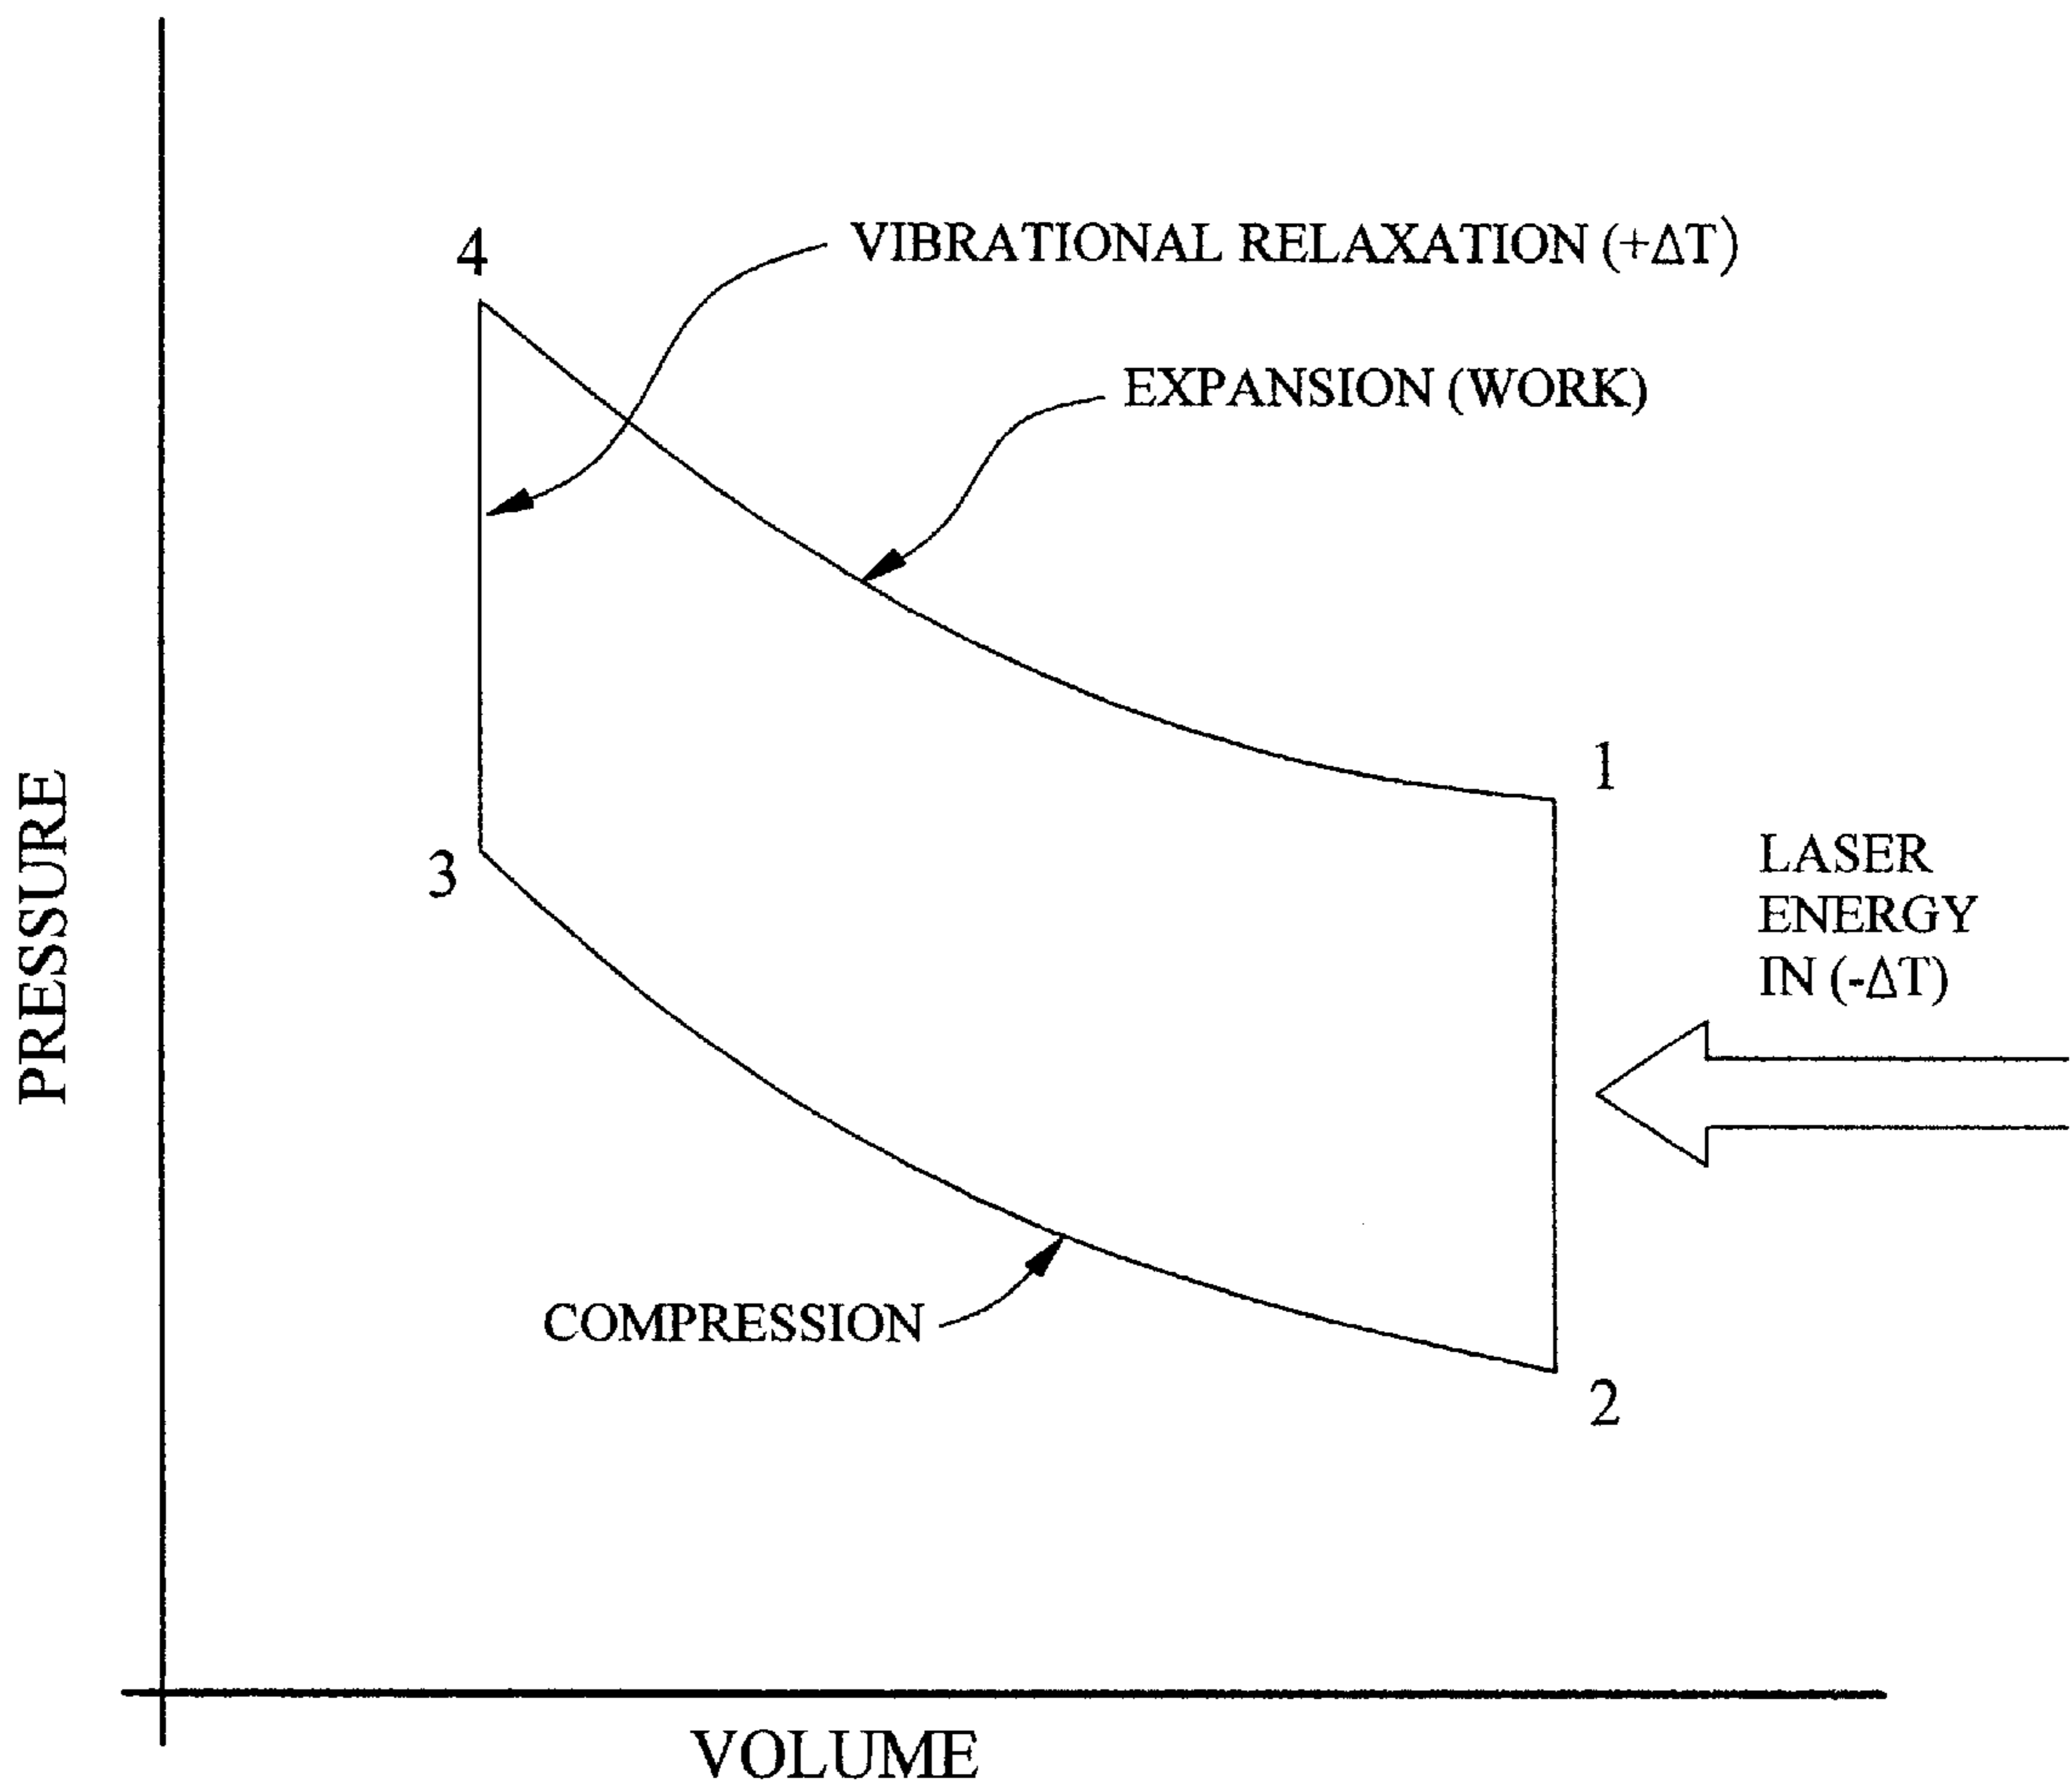 4
VIBRATIONAL RELAXATION (+ΔT)
EXPANSION (WORK)
1
PRESSURE
3
LASER
ENERGY
IN (-ΔT)
COMPRESSION
2
VOLUME